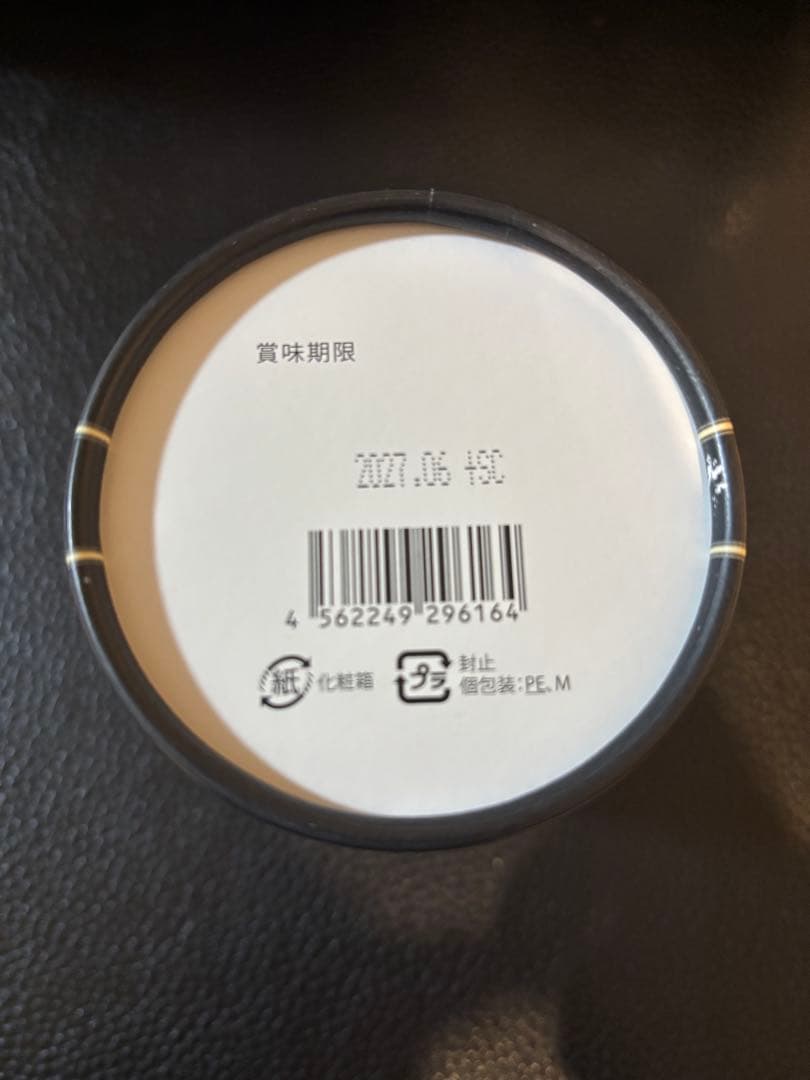 賞味期限
2027.06 +SC
4 562249 296164
紙 化粧箱
プラ 封止
個包装：PE、M